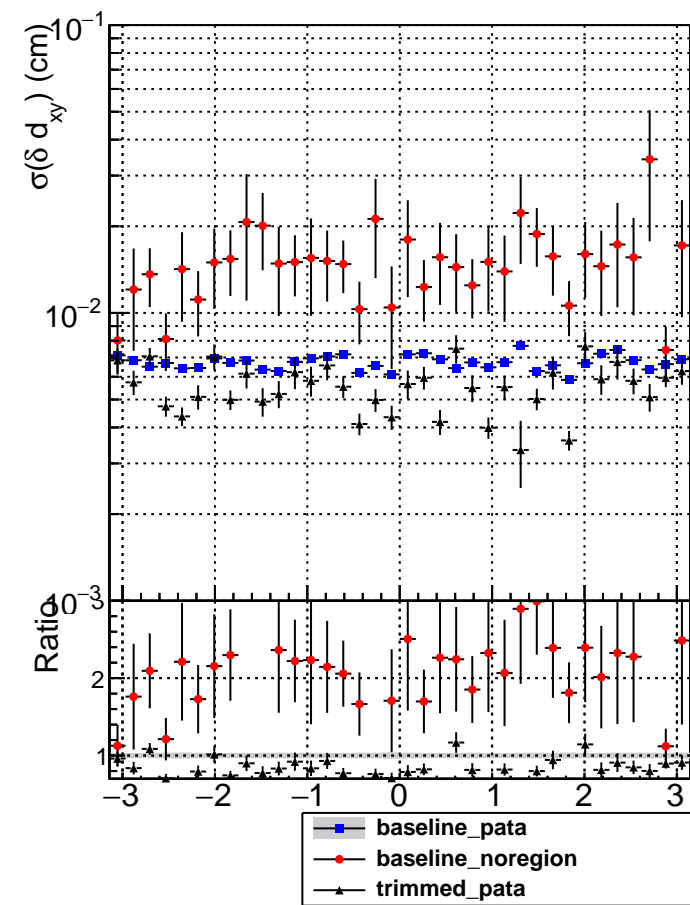 10⁻¹
σ(δ d_xy) (cm)
10⁻²
10⁻³
Ratio
2
1
−3 −2 −1 0 1 2 3
baseline_pata
baseline_noregion
trimmed_pata